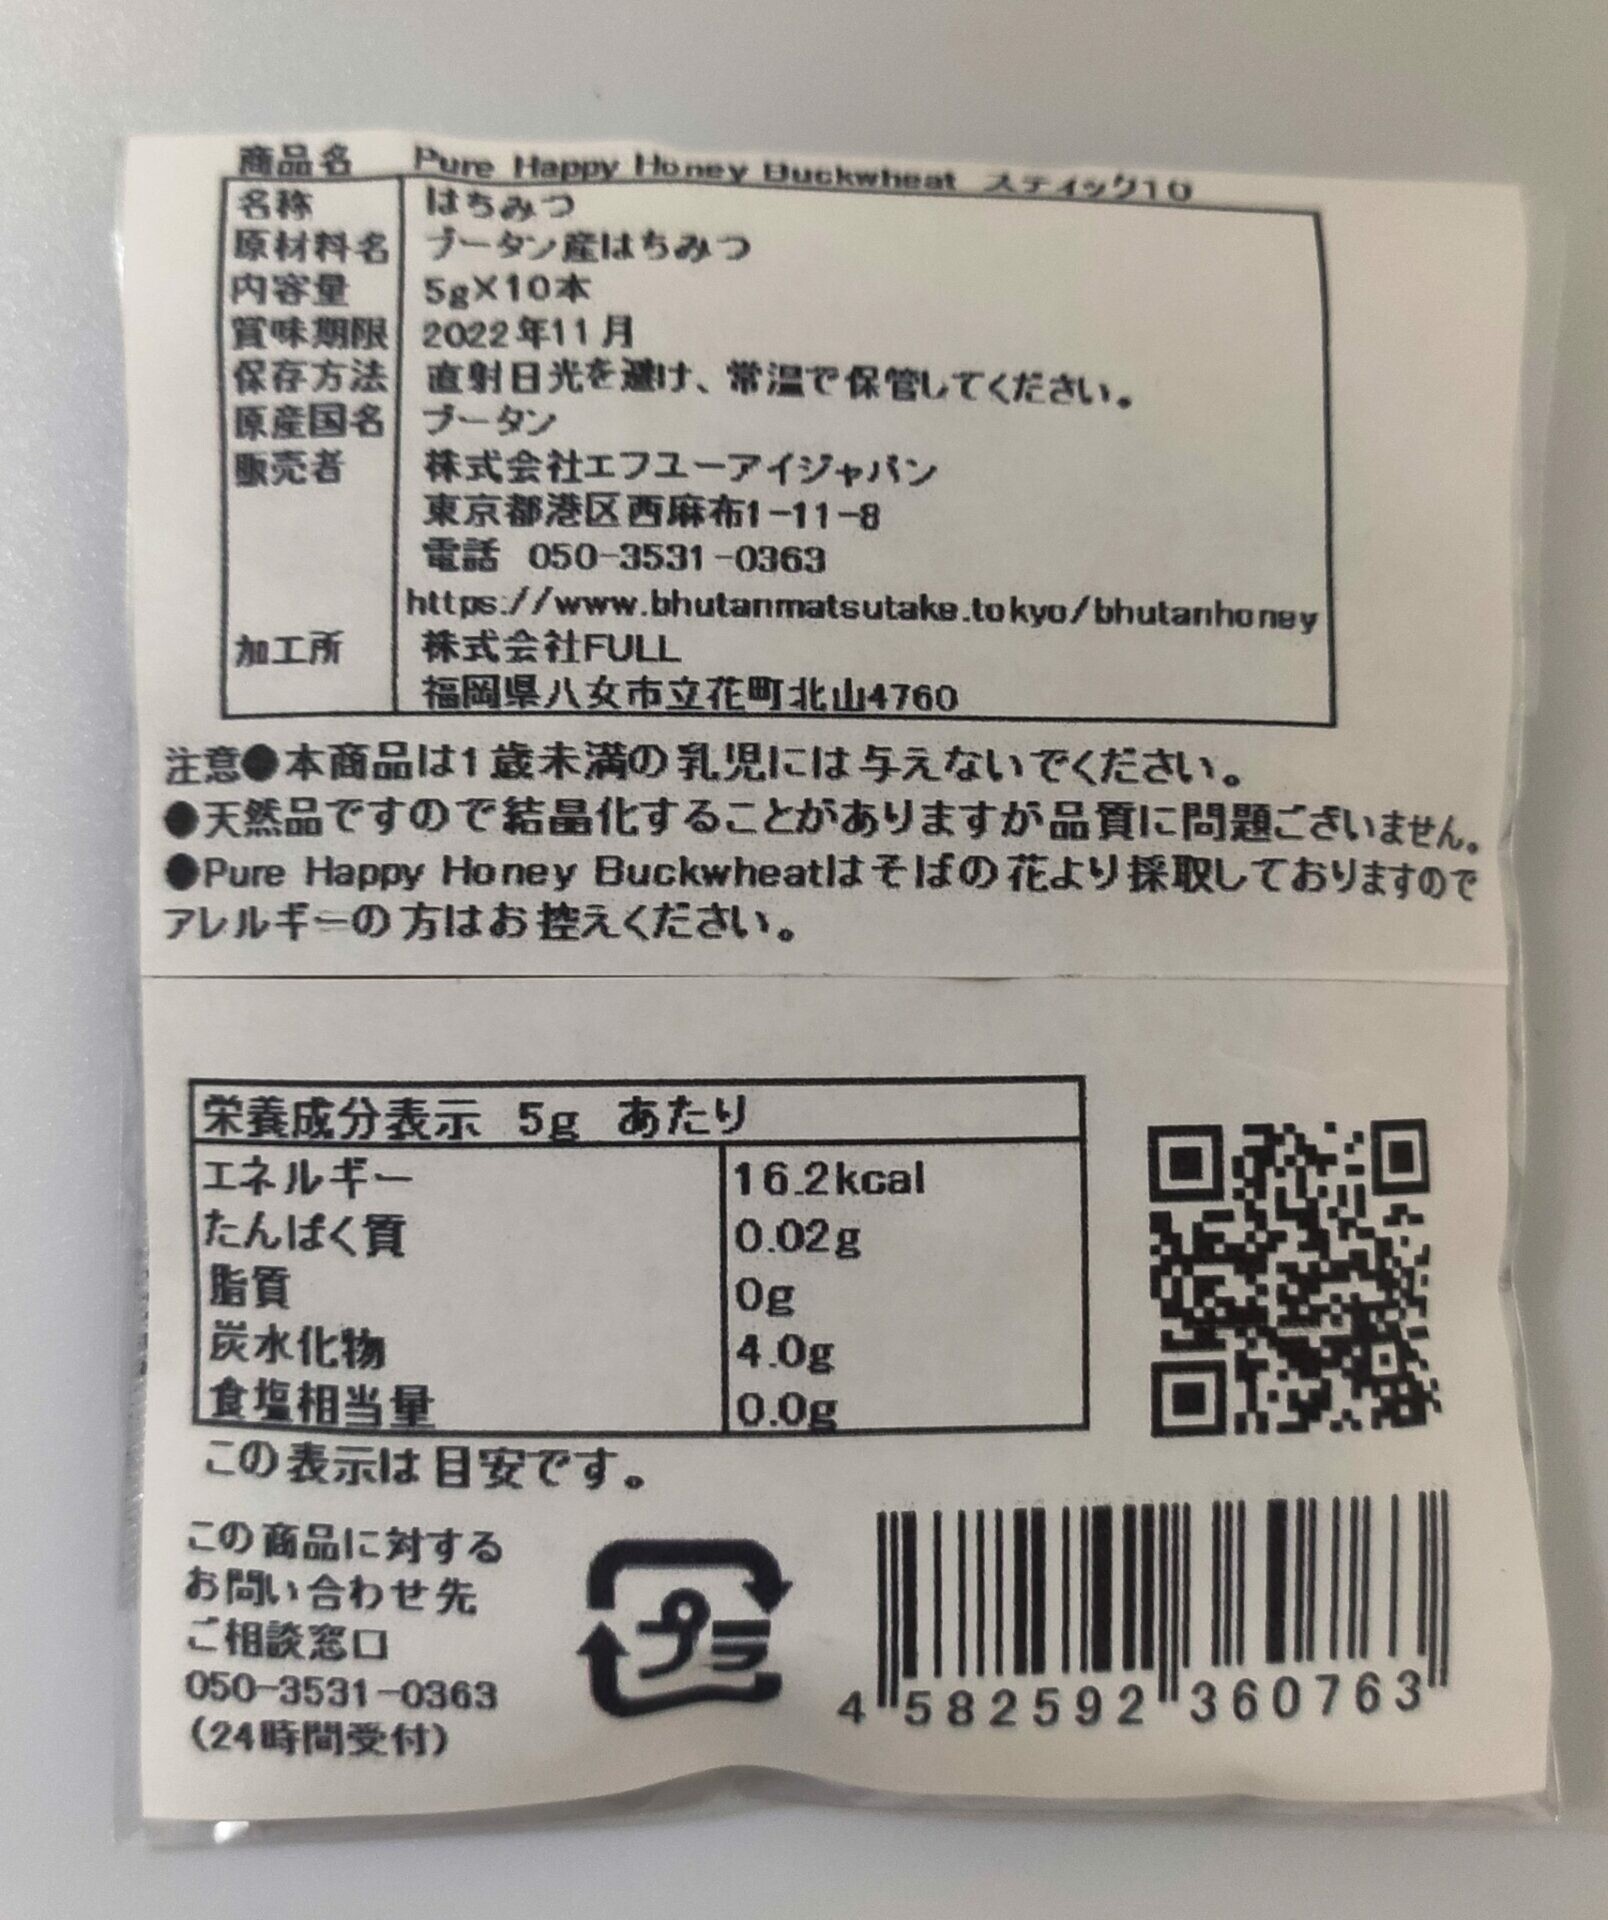 商品名 Pure Happy Honey Buckwheat スティック10
名称 はちみつ
原材料名 ブータン産はちみつ
内容量 5g×10本
賞味期限 2022年11月
保存方法 直射日光を避け、常温で保管してください。
原産国名 ブータン
販売者 株式会社エフユーアイジャパン
東京都港区西麻布1-11-8
電話 050-3531-0363
https://www.bhutanmatsutake.tokyo/bhutanhoney
加工所 株式会社FULL
福岡県八女市立花町北山4760
注意●本商品は1歳未満の乳児には与えないでください。
●天然品ですので結晶化することがありますが品質に問題ございません。
●Pure Happy Honey Buckwheatはそばの花より採取しておりますので
アレルギーの方はお控えください。
栄養成分表示 5g あたり
エネルギー 16.2kcal
たんぱく質 0.02g
脂質 0g
炭水化物 4.0g
食塩相当量 0.0g
この表示は目安です。
この商品に対する
お問い合わせ先
ご相談窓口
050-3531-0363
(24時間受付)
プラ
4 582592 360763